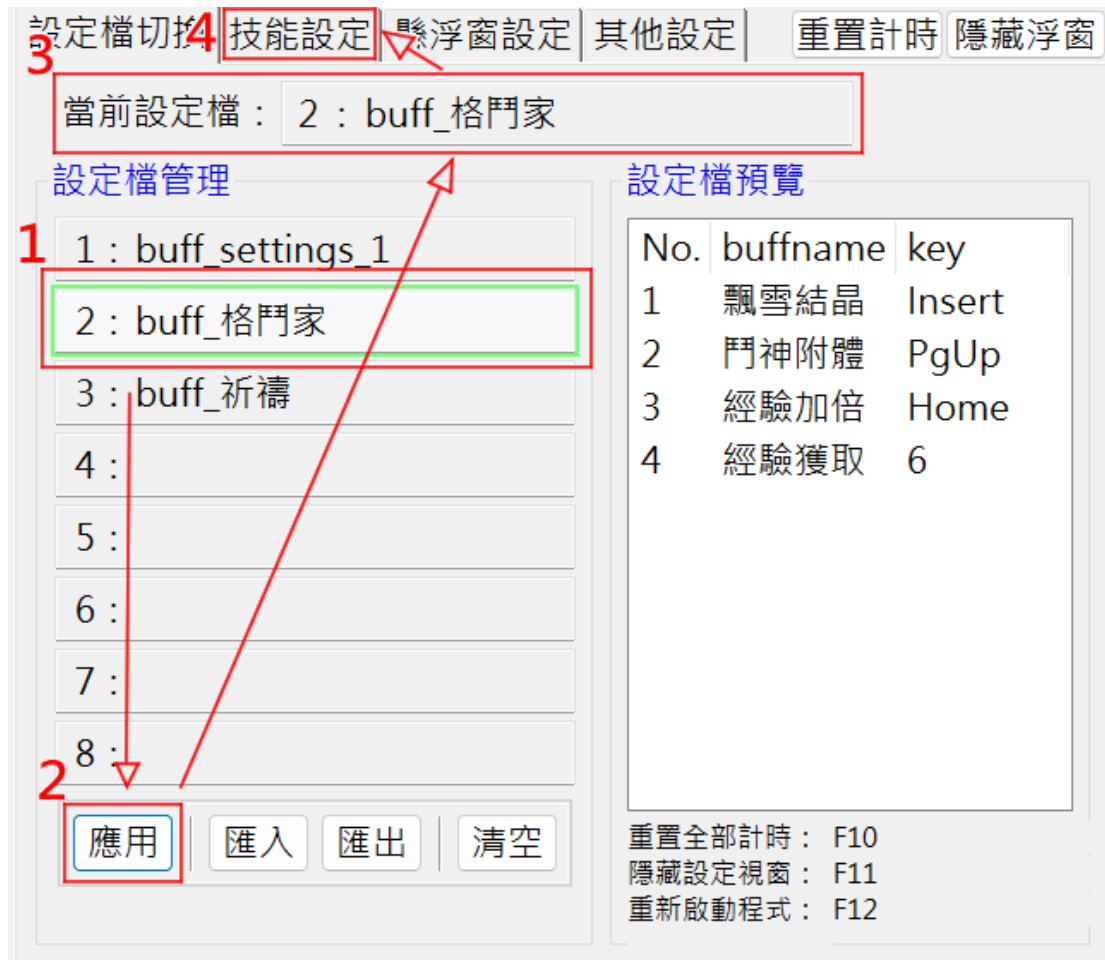 設定檔切換 4 技能設定 懸浮窗設定 其他設定 重置計時 隱藏浮窗
3
當前設定檔： 2：buff_格鬥家
設定檔管理
1
1：buff_settings_1
2：buff_格鬥家
3：buff_祈禱
4：
5：
6：
7：
8：
2
應用 匯入 匯出 清空
設定檔預覽
No. buffname key
1 飄雪結晶 Insert
2 鬥神附體 PgUp
3 經驗加倍 Home
4 經驗獲取 6
重置全部計時： F10
隱藏設定視窗： F11
重新啟動程式： F12